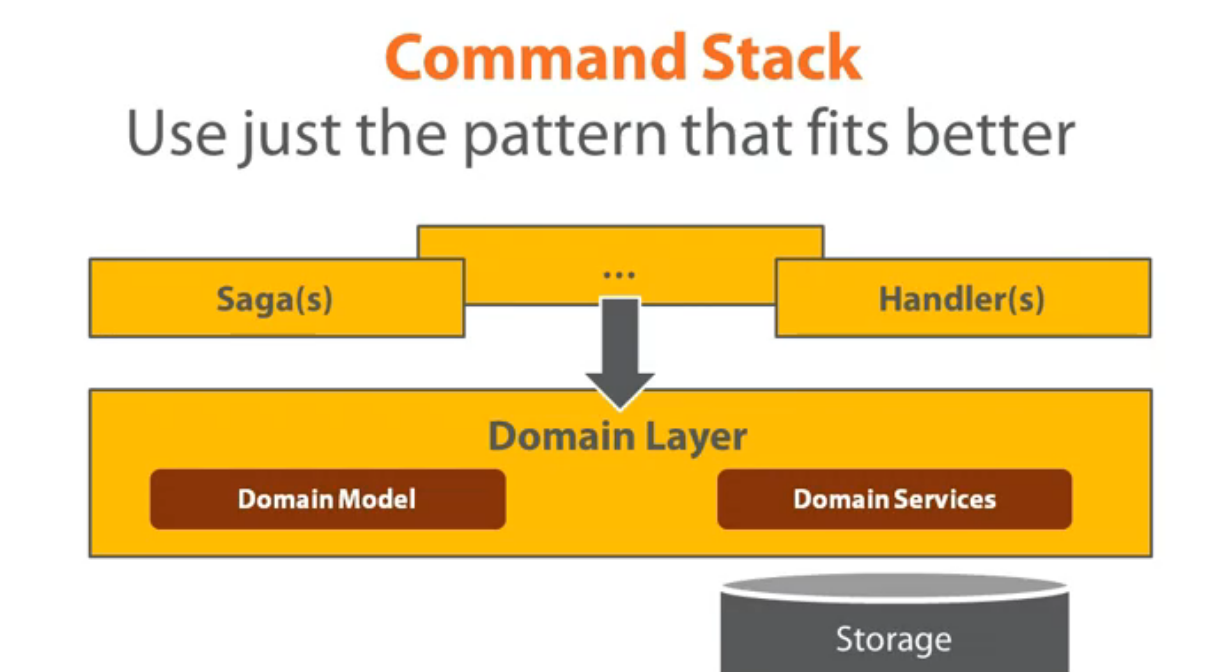 Command Stack
Use just the pattern that fits better
...
Saga(s)
Handler(s)
Domain Layer
Domain Model
Domain Services
Storage